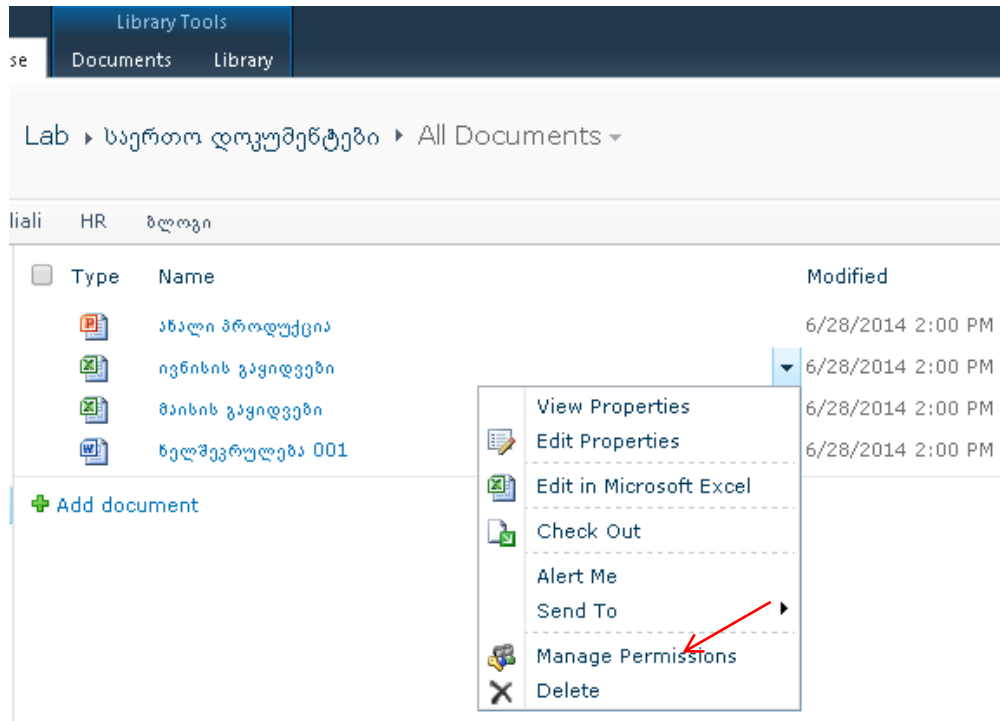 Library Tools
se Documents Library
Lab ▸ საერთო დოკუმენტები ▸ All Documents
liali HR ბლოგი
Type Name Modified
ახალი პროდუქცია 6/28/2014 2:00 PM
ივნისის გაყიდვები 6/28/2014 2:00 PM
მაისის გაყიდვები 6/28/2014 2:00 PM
ხელშეკრულება 001 6/28/2014 2:00 PM
Add document
View Properties
Edit Properties
Edit in Microsoft Excel
Check Out
Alert Me
Send To
Manage Permissions
Delete